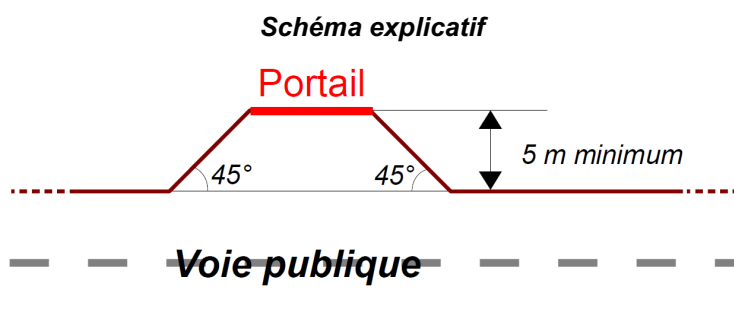 Schéma explicatif
Portail
45°
45°
5 m minimum
Voie publique